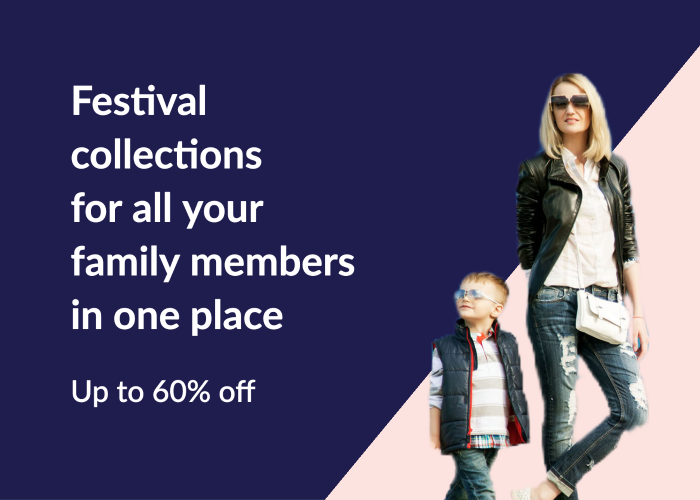 Festival
collections
for all your
family members
in one place
Up to 60% off